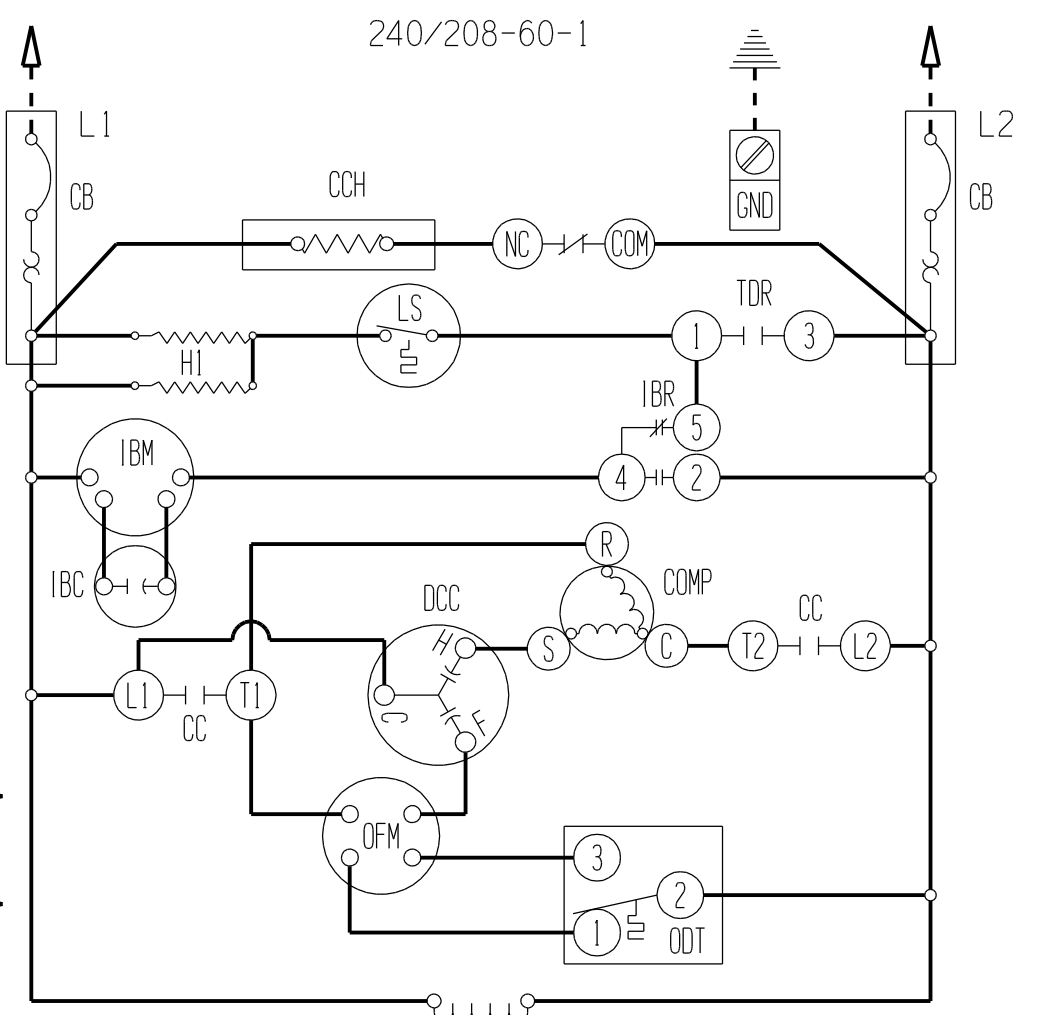 240/208-60-1
L1
L2
CB
CCH
CB
GND
NC
COM
LS
TDR
1
3
H1
IBR
5
IBM
4
2
R
IBC
DCC
COMP
CC
H
S
C
T2
L2
L1
T1
C
F
CC
OFM
3
2
1
ODT